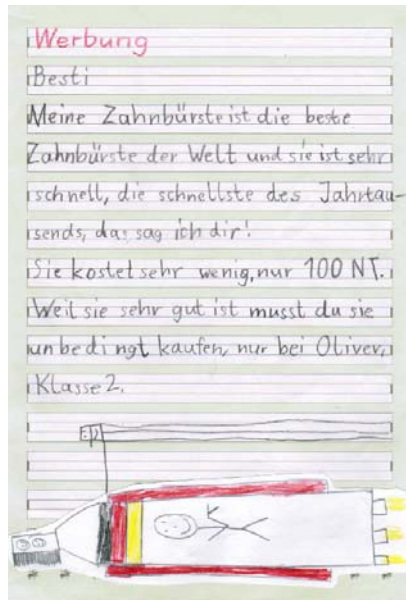 Werbung
Besti
Meine Zahnbürste ist die beste
Zahnbürste der Welt und sie ist sehr
schnell, die schnellste des Jahrtau-
sends, das sag ich dir!
Sie kostet sehr wenig, nur 100 NT.
Weil sie sehr gut ist musst du sie
unbedingt kaufen, nur bei Oliver,
Klasse 2.